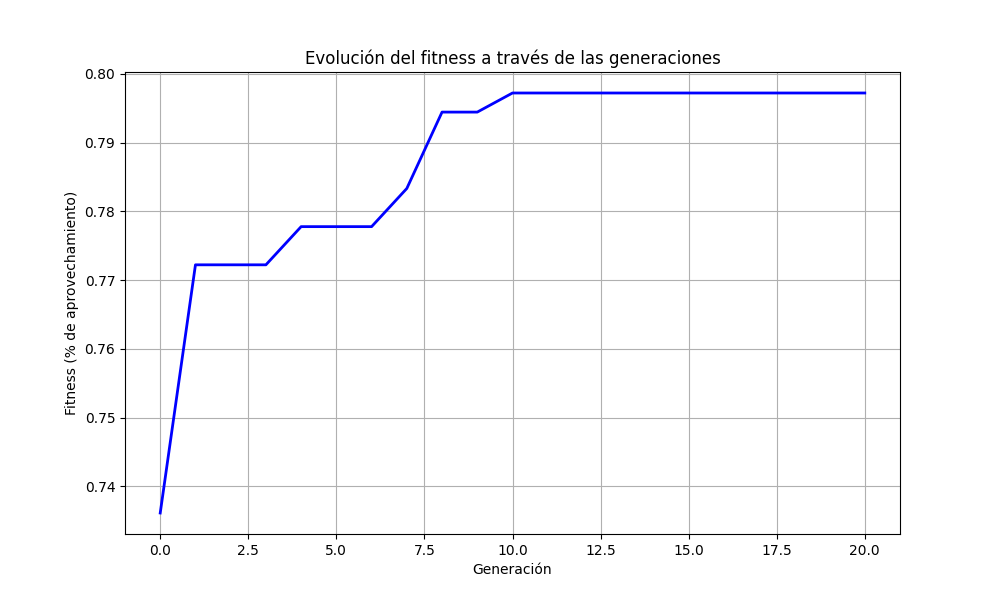 Evolución del fitness a través de las generaciones
Fitness (% de aprovechamiento)
0.80
0.79
0.78
0.77
0.76
0.75
0.74
0.0 2.5 5.0 7.5 10.0 12.5 15.0 17.5 20.0
Generación